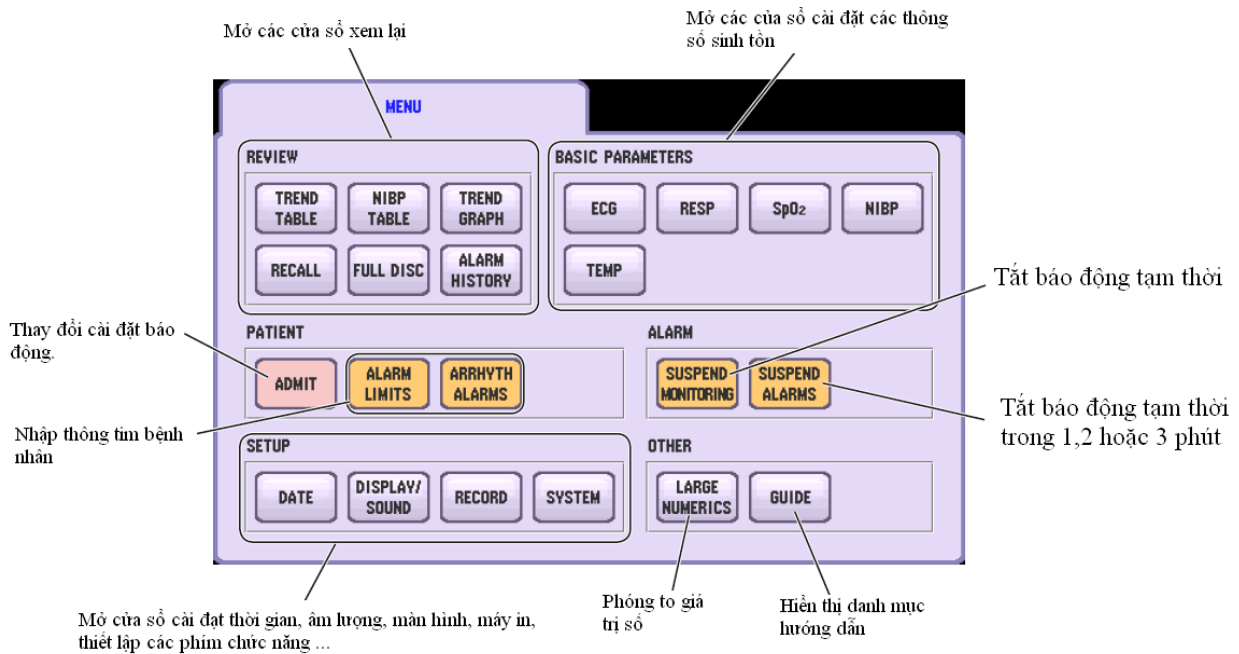 Mở các cửa sổ xem lại
Mở các của sổ cài đặt các thông
số sinh tồn
MENU
REVIEW
TREND
TABLE
NIBP
TABLE
TREND
GRAPH
RECALL
FULL DISC
ALARM
HISTORY
BASIC PARAMETERS
ECG
RESP
SpO₂
NIBP
TEMP
Tắt báo động tạm thời
Thay đổi cài đặt báo
động.
PATIENT
ADMIT
ALARM
LIMITS
ARRHYTH
ALARMS
ALARM
SUSPEND
MONITORING
SUSPEND
ALARMS
Tắt báo động tạm thời
trong 1,2 hoặc 3 phút
Nhập thông tim bệnh
nhân
SETUP
DATE
DISPLAY/
SOUND
RECORD
SYSTEM
OTHER
LARGE
NUMERICS
GUIDE
Mở cửa sổ cài đạt thời gian, âm lượng, màn hình, máy in,
thiết lập các phím chức năng ...
Phóng to giá
trị số
Hiển thị danh mục
hướng dẫn